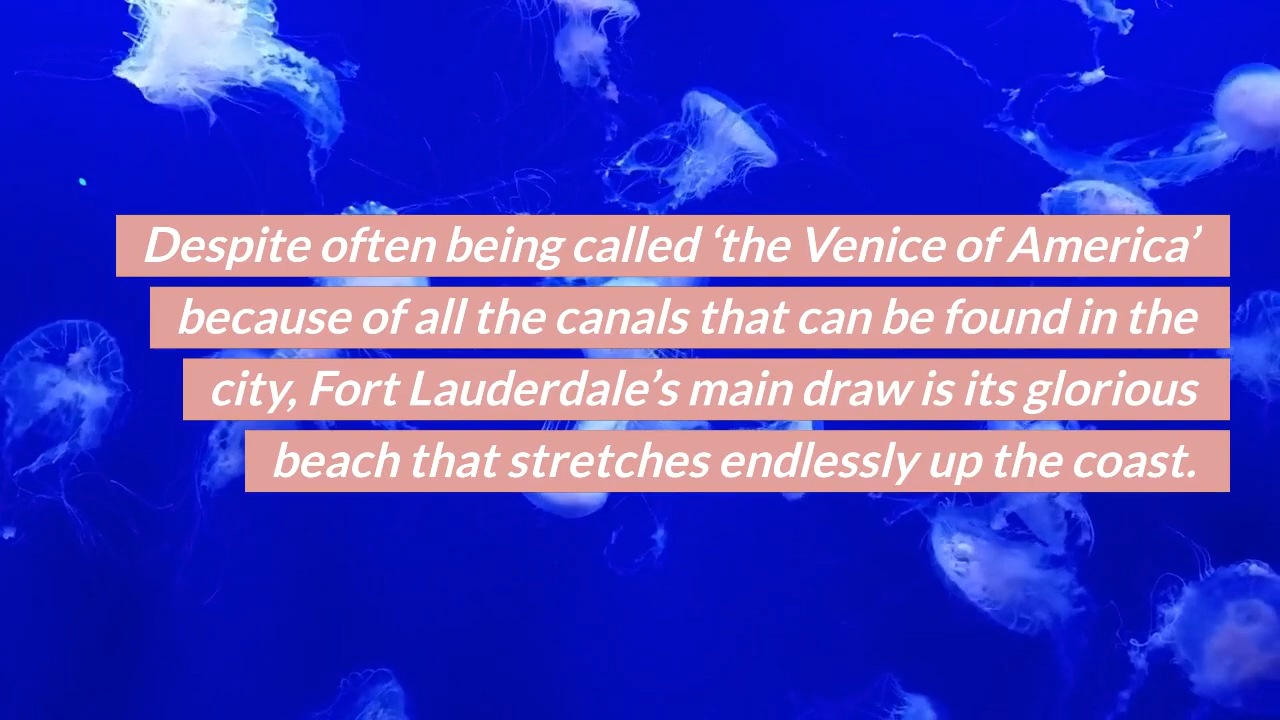 Despite often being called ‘the Venice of America’
because of all the canals that can be found in the
city, Fort Lauderdale’s main draw is its glorious
beach that stretches endlessly up the coast.